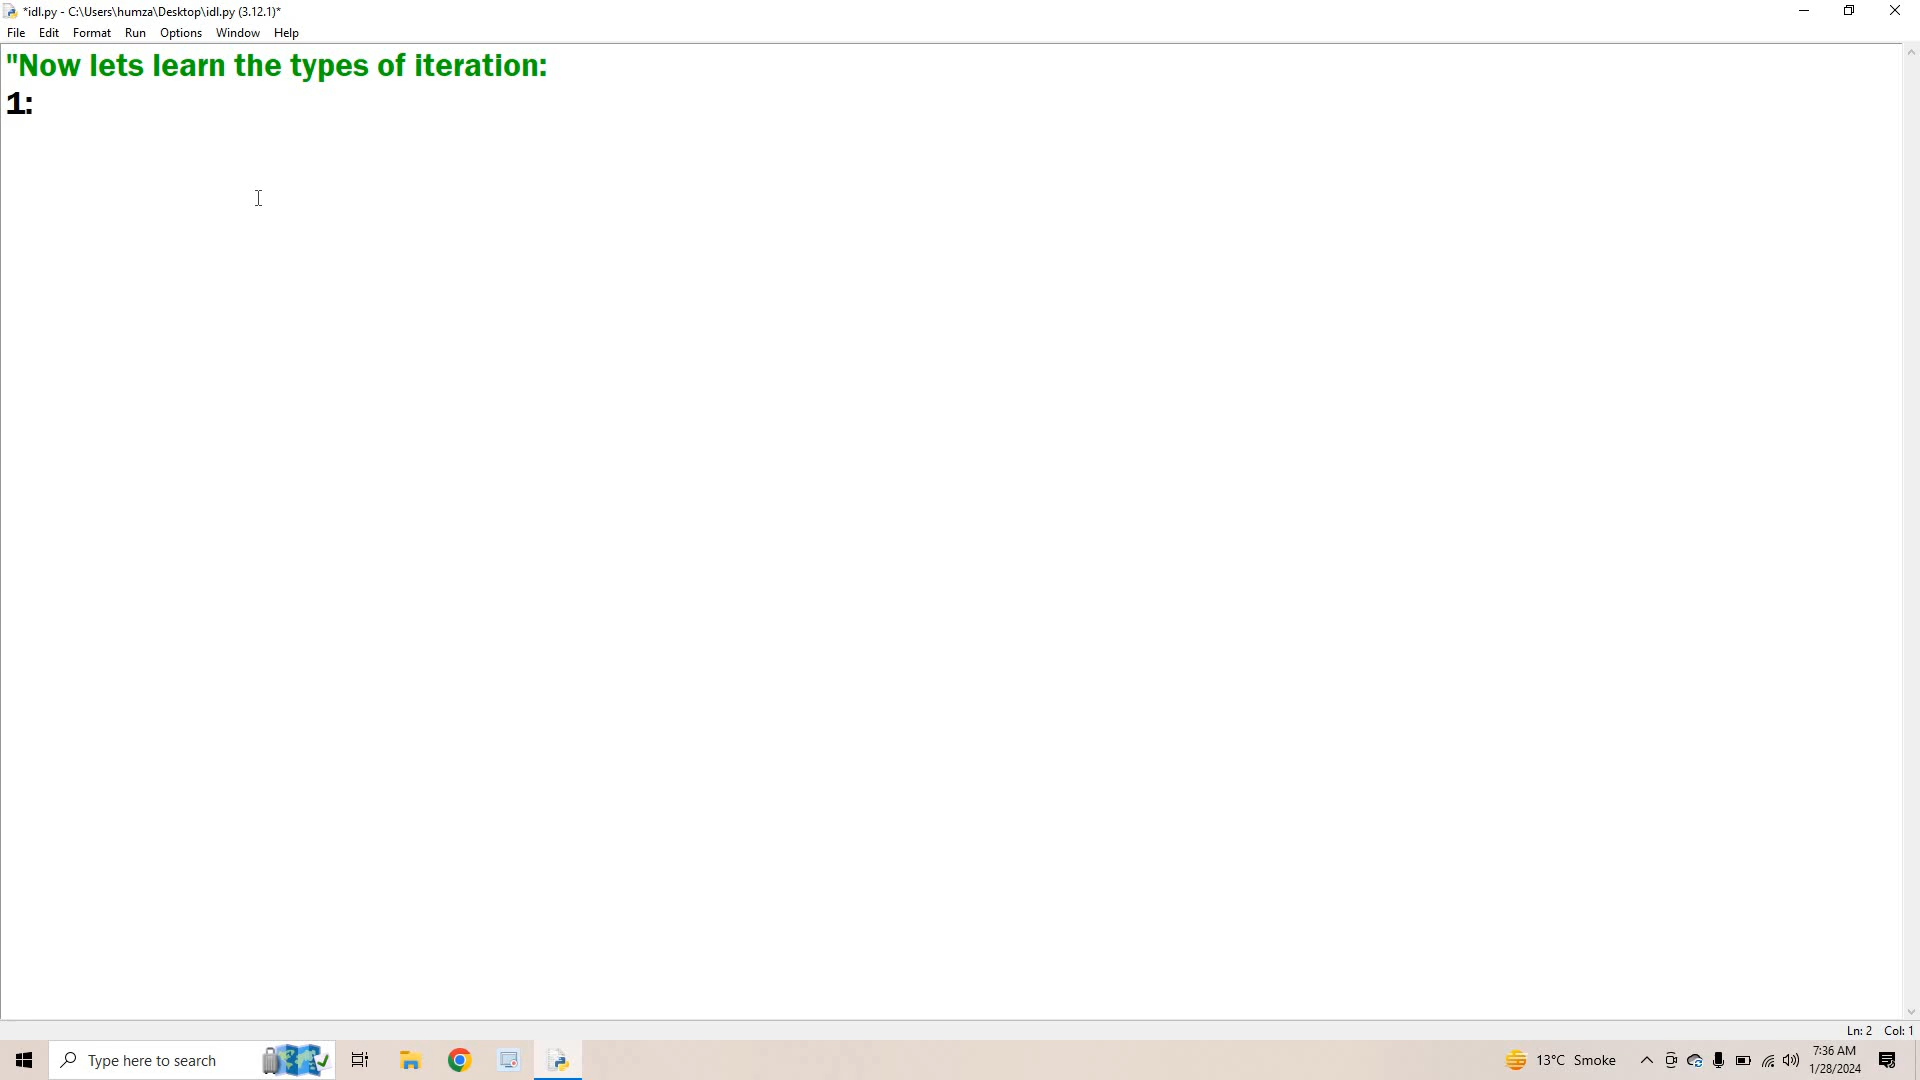 *idl.py - C:\Users\humza\Desktop\idl.py (3.12.1)*
File Edit Format Run Options Window Help
"Now lets learn the types of iteration:
1:
Ln: 2 Col: 1
Type here to search
13°C Smoke
7:36 AM
1/28/2024